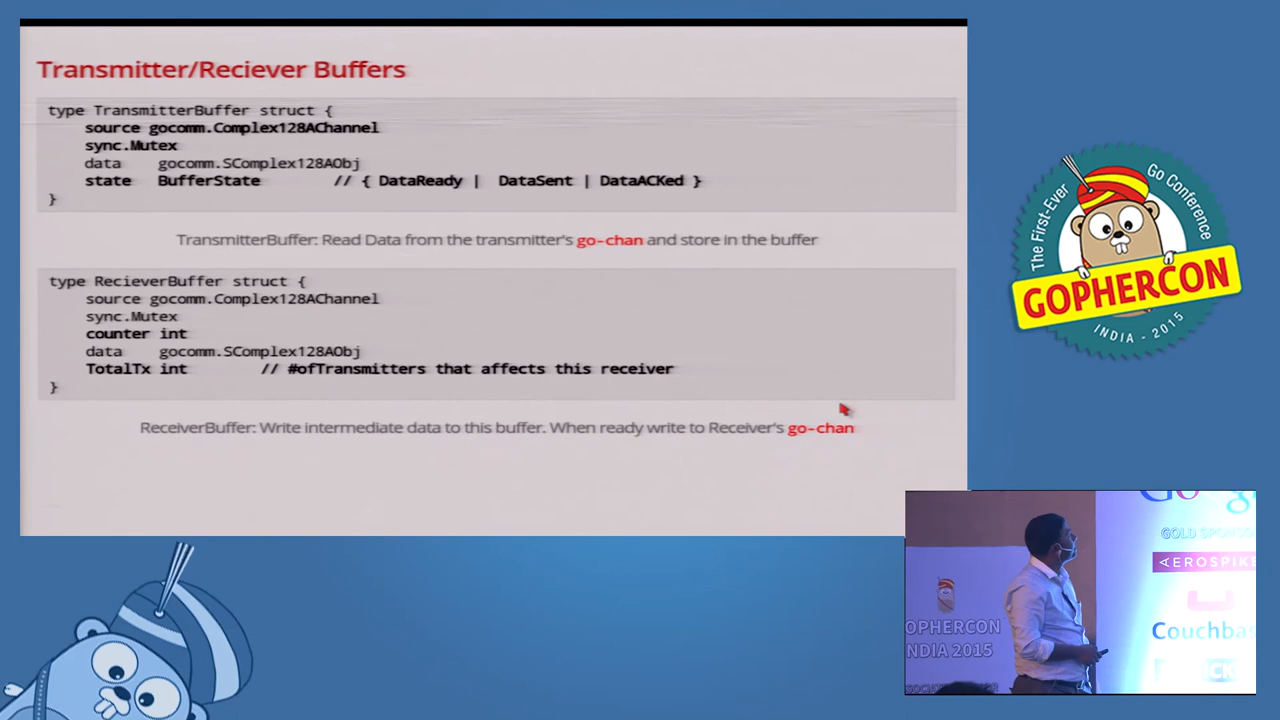 Transmitter/Reciever Buffers
type TransmitterBuffer struct {
source gocomm.Complex128AChannel
sync.Mutex
data gocomm.SComplex128AObj
state BufferState // { DataReady | DataSent | DataACKed }
}
TransmitterBuffer: Read Data from the transmitter's go-chan and store in the buffer
type RecieverBuffer struct {
source gocomm.Complex128AChannel
sync.Mutex
counter int
data gocomm.SComplex128AObj
TotalTx int // #ofTransmitters that affects this receiver
}
ReceiverBuffer: Write intermediate data to this buffer. When ready write to Receiver's go-chan
The First-Ever Go Conference
GOPHERCON
INDIA - 2015
GOLD SPONS
AEROSPIKE
Couchbas
OPHERCON
NDIA 2015